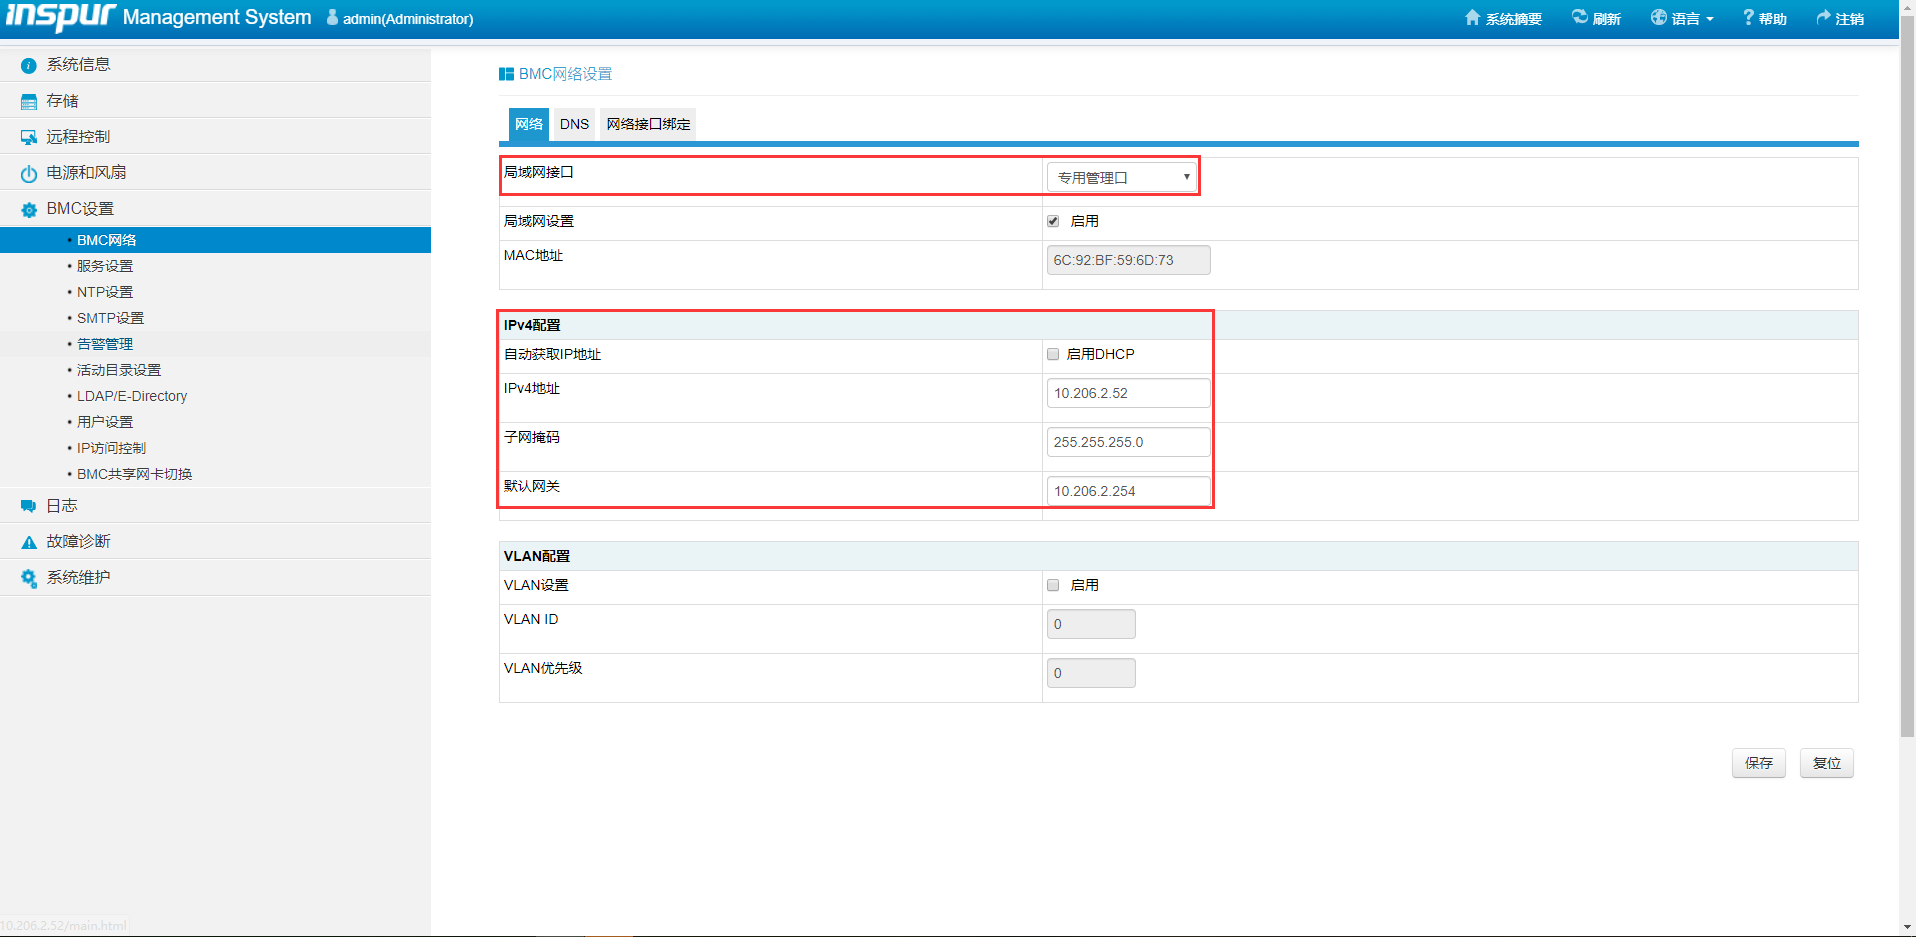 inspur Management System admin(Administrator) 系统摘要 刷新 语言 ? 帮助 注销
系统信息
存储
远程控制
电源和风扇
BMC设置
• BMC网络
• 服务设置
• NTP设置
• SMTP设置
• 告警管理
• 活动目录设置
• LDAP/E-Directory
• 用户设置
• IP访问控制
• BMC共享网卡切换
日志
故障诊断
系统维护
BMC网络设置
网络 DNS 网络接口绑定
局域网接口 专用管理口
局域网设置 启用
MAC地址 6C:92:BF:59:6D:73
IPv4配置
自动获取IP地址 启用DHCP
IPv4地址 10.206.2.52
子网掩码 255.255.255.0
默认网关 10.206.2.254
VLAN配置
VLAN设置 启用
VLAN ID 0
VLAN优先级 0
保存 复位
10.206.2.52/main.html